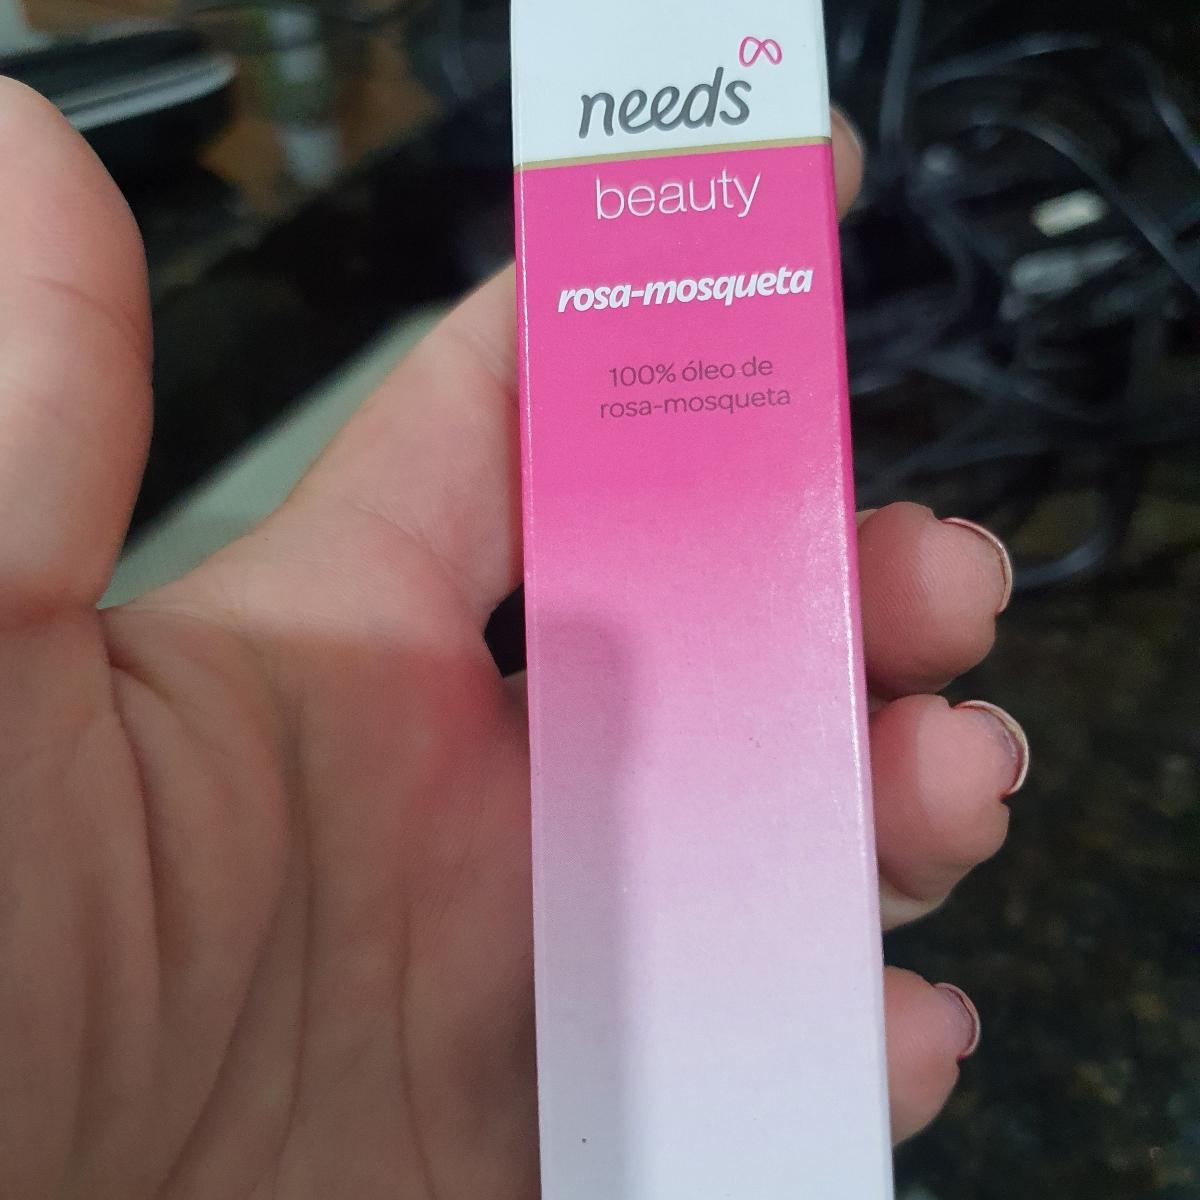 needs
beauty
rosa-mosqueta
100% óleo de
rosa-mosqueta